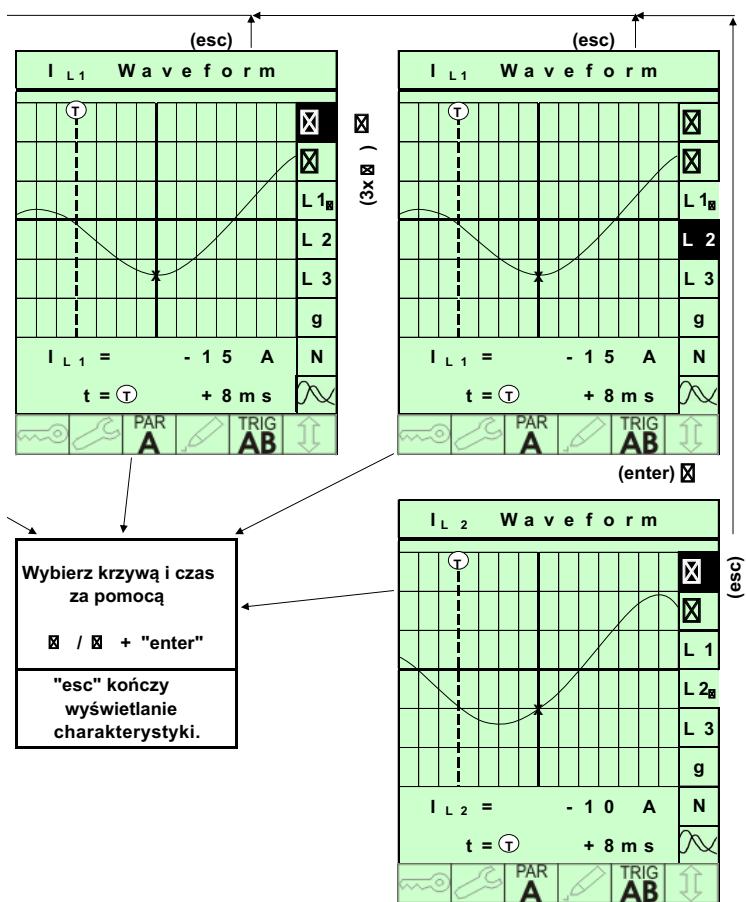 (esc)
I L1 Waveform
T
L 1
L 2
L 3
g
N
I L1 = -15 A
t = T +8 ms
PAR A TRIG AB
(3x )
(esc)
I L1 Waveform
T
L 1
L 2
L 3
g
N
I L1 = -15 A
t = T +8 ms
PAR A TRIG AB
(enter)
Wybierz krzywą i czas
za pomocą
/ + "enter"
"esc" kończy
wyświetlanie
charakterystyki.
I L 2 Waveform
T
(esc)
L 1
L 2
L 3
g
N
I L 2 = -10 A
t = T +8 ms
PAR A TRIG AB